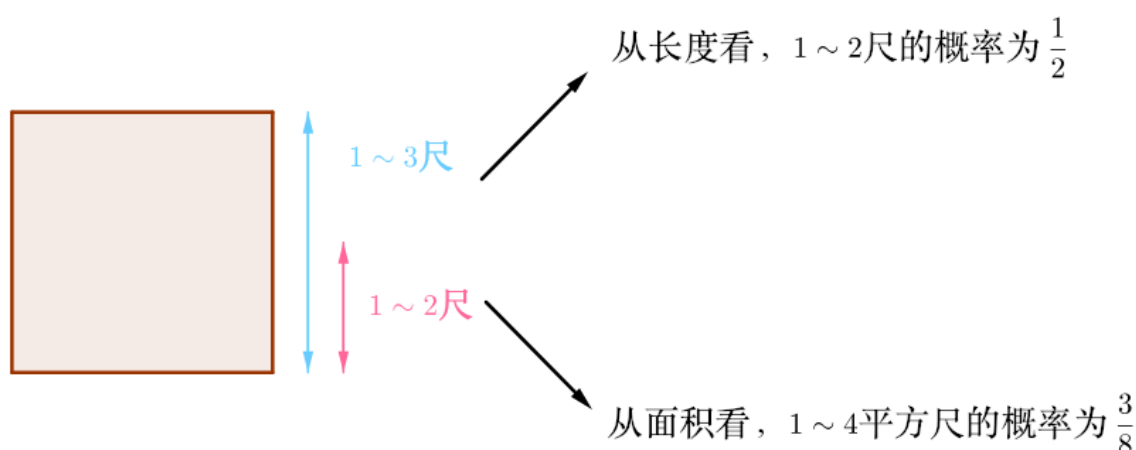 从长度看，1 ~ 2尺的概率为 1/2
1 ~ 3尺
1 ~ 2尺
从面积看，1 ~ 4平方尺的概率为 3/8